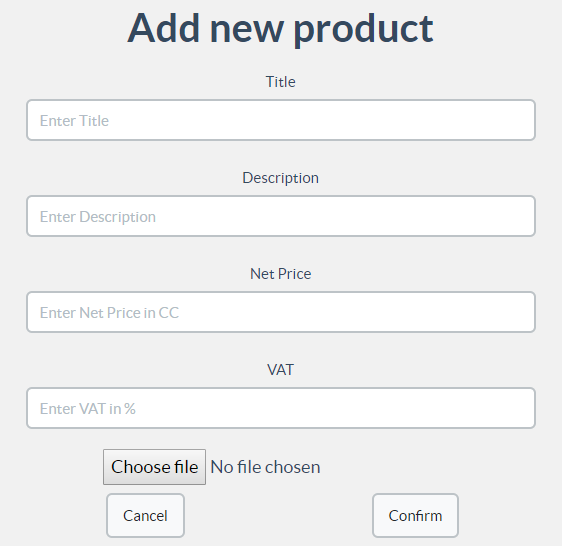 Add new product
Title
Enter Title
Description
Enter Description
Net Price
Enter Net Price in CC
VAT
Enter VAT in %
Choose file No file chosen
Cancel Confirm